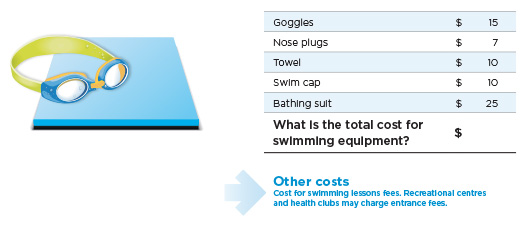 Goggles $ 15
Nose plugs $ 7
Towel $ 10
Swim cap $ 10
Bathing suit $ 25
What is the total cost for
swimming equipment? $
Other costs
Cost for swimming lessons fees. Recreational centres
and health clubs may charge entrance fees.